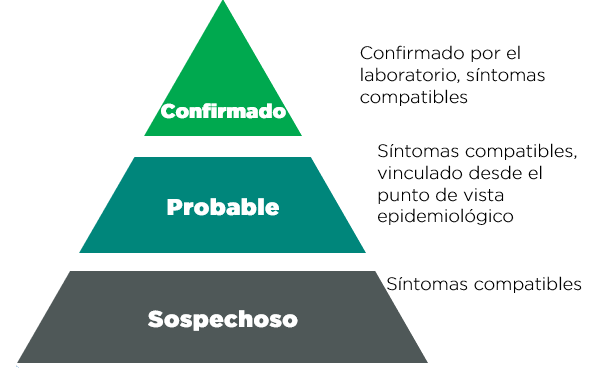 Confirmado
Confirmado por el
laboratorio, síntomas
compatibles
Probable
Síntomas compatibles,
vinculado desde el
punto de vista
epidemiológico
Sospechoso
Síntomas compatibles